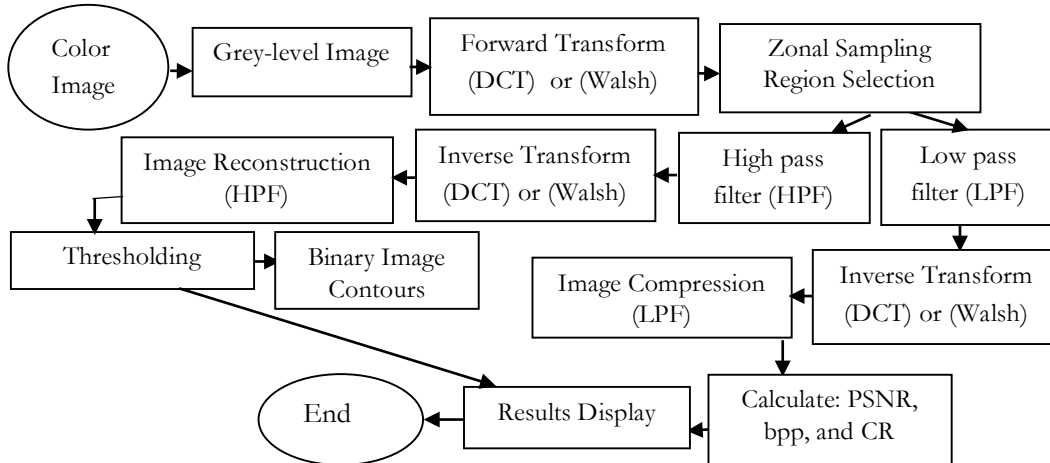 Color
Image
Grey-level Image
Forward Transform
(DCT) or (Walsh)
Zonal Sampling
Region Selection
Image Reconstruction
(HPF)
Inverse Transform
(DCT) or (Walsh)
High pass
filter (HPF)
Low pass
filter (LPF)
Thresholding
Binary Image
Contours
Image Compression
(LPF)
Inverse Transform
(DCT) or (Walsh)
End
Results Display
Calculate: PSNR,
bpp, and CR